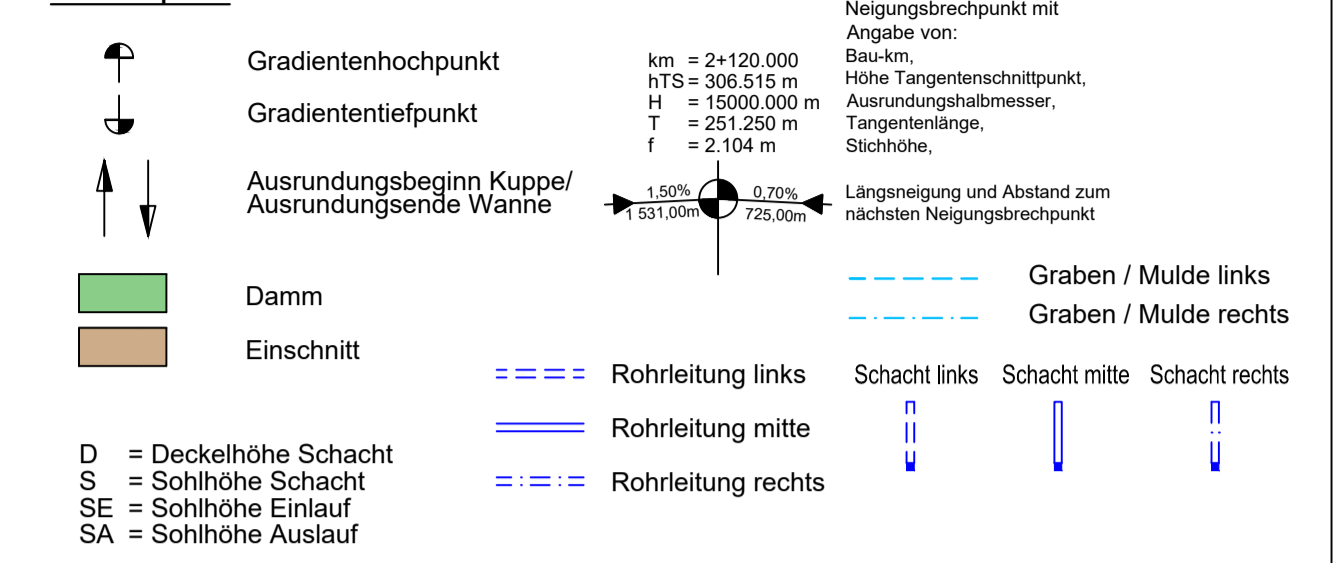 Gradientenhochpunkt
Gradiententiefpunkt
Ausrundungsbeginn Kuppe/
Ausrundungsende Wanne
Damm
Einschnitt
D = Deckelhöhe Schacht
S = Sohlhöhe Schacht
SE = Sohlhöhe Einlauf
SA = Sohlhöhe Auslauf
km = 2+120.000
hTS = 306.515 m
H = 15000.000 m
T = 251.250 m
f = 2.104 m
1,50%
1 531,00m
0,70%
725,00m
Neigungsbrechpunkt mit
Angabe von:
Bau-km,
Höhe Tangentenschnittpunkt,
Ausrundungshalbmesser,
Tangentenlänge,
Stichhöhe,
Längsneigung und Abstand zum
nächsten Neigungsbrechpunkt
Graben / Mulde links
Graben / Mulde rechts
Rohrleitung links
Rohrleitung mitte
Rohrleitung rechts
Schacht links Schacht mitte Schacht rechts